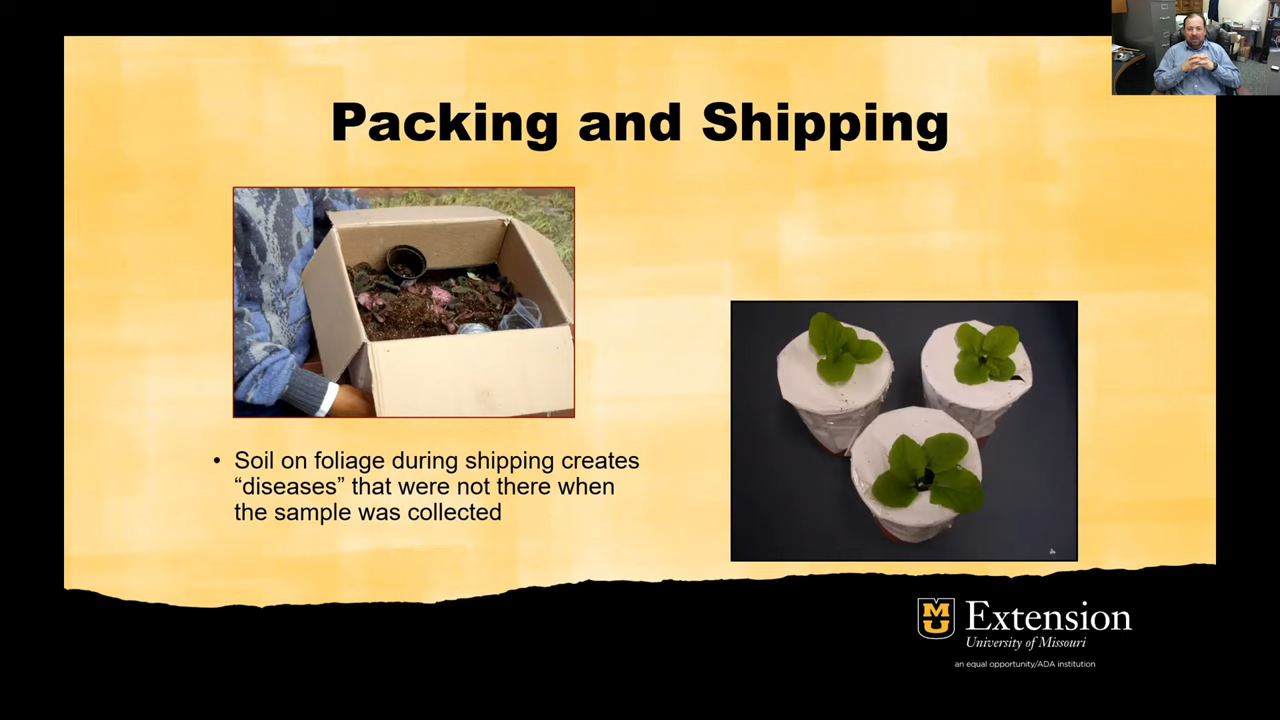 Packing and Shipping
• Soil on foliage during shipping creates
“diseases” that were not there when
the sample was collected
MU Extension
University of Missouri
an equal opportunity/ADA institution